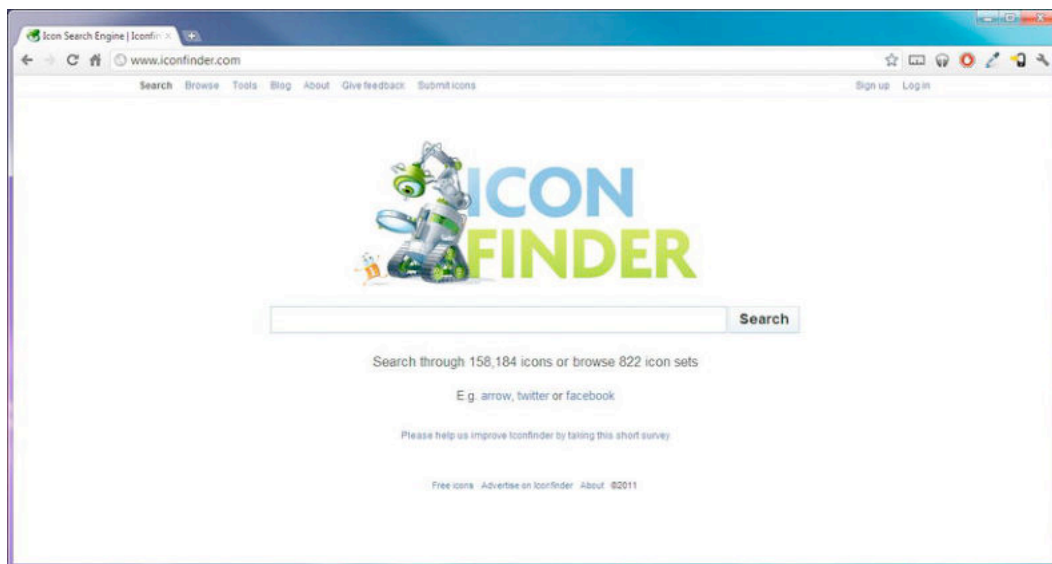 Icon Search Engine | Iconfin
www.iconfinder.com
Search Browse Tools Blog About Give feedback Submit icons Sign up Log in
ICON
FINDER
Search
Search through 158,184 icons or browse 822 icon sets
E.g. arrow, twitter or facebook
Please help us improve Iconfinder by taking this short survey
Free icons Advertise on Iconfinder About ©2011